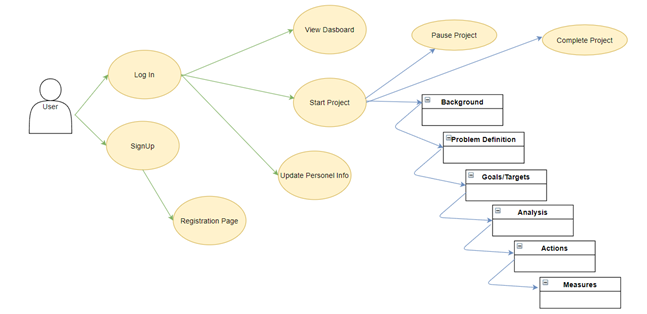 View Dasboard
Pause Project
Complete Project
Log In
User
Start Project
Background
SignUp
Problem Definition
Update Personel Info
Goals/Targets
Registration Page
Analysis
Actions
Measures